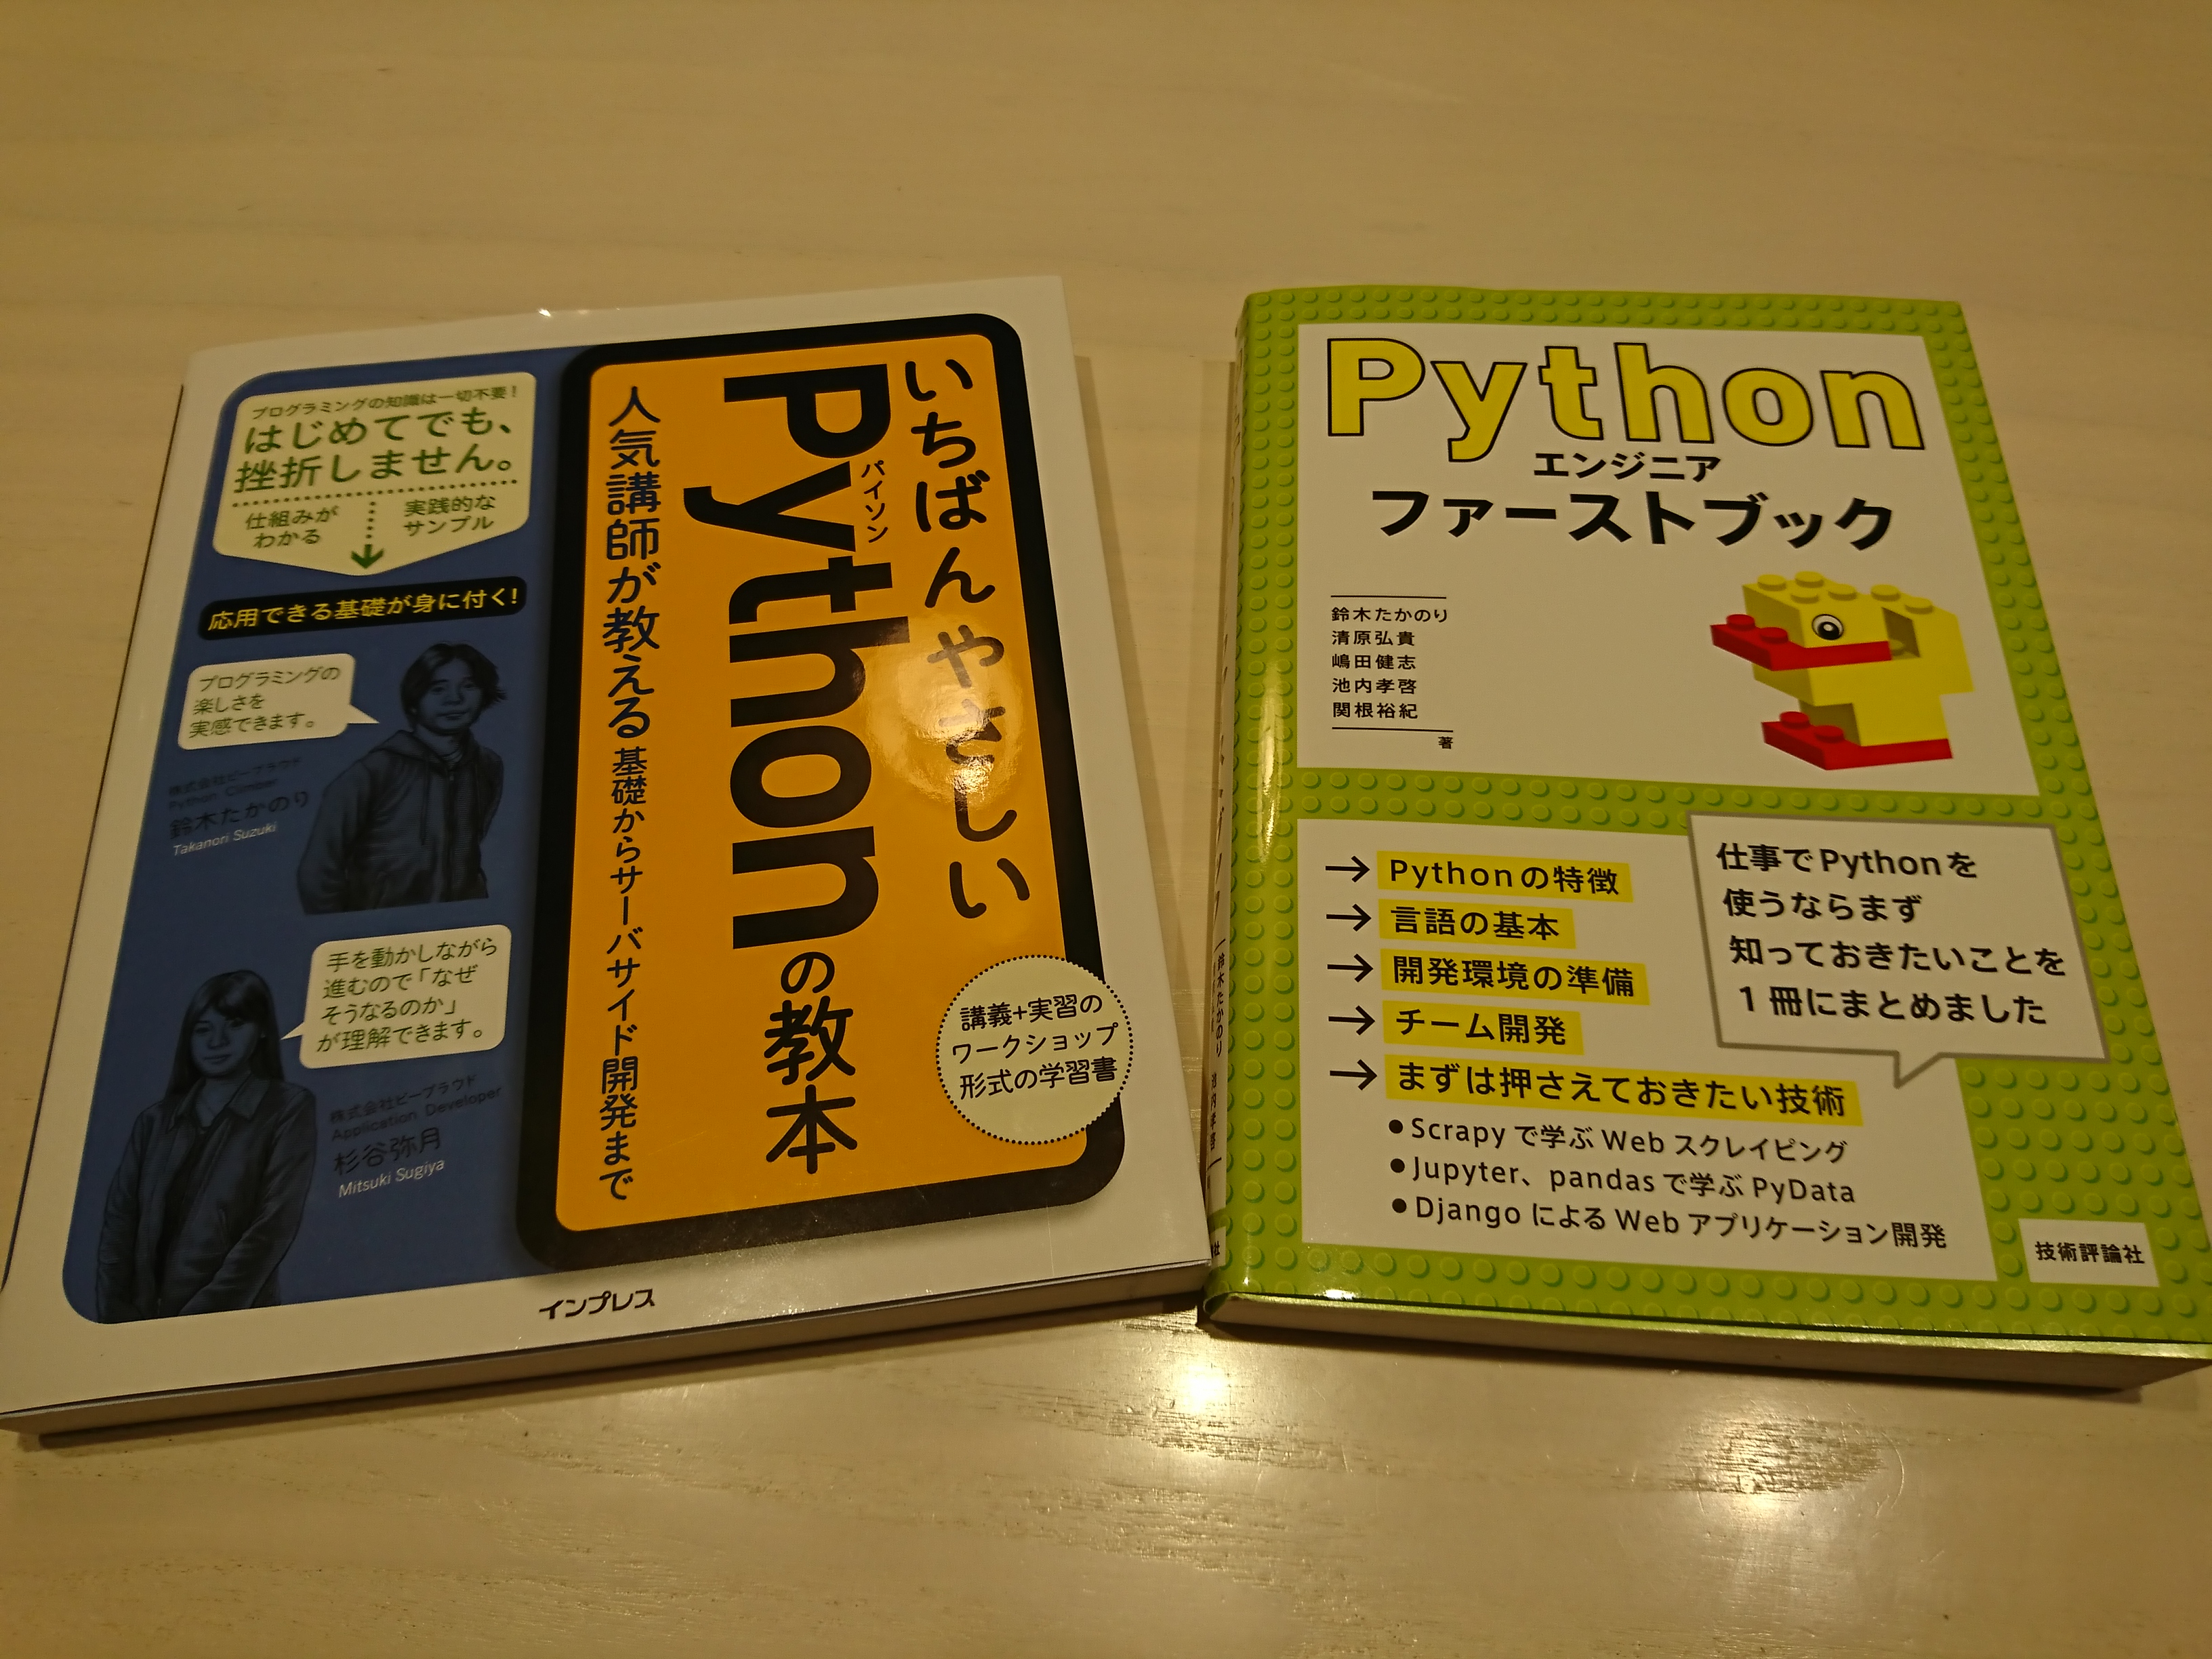 プログラミングの知識は一切不要！
はじめてでも、
挫折しません。
仕組みが
わかる
実践的な
サンプル
応用できる基礎が身に付く！
プログラミングの
楽しさを
実感できます。
株式会社ビープラウド
Python Climber
鈴木たかのり
Takanori Suzuki
手を動かしながら
進むので「なぜ
そうなるのか」
が理解できます。
株式会社ビープラウド
Application Developer
杉谷弥月
Mitsuki Sugiya
いちばんやさしい
パイソン
Pythonの教本
人気講師が教える基礎からサーバサイド開発まで
講義+実習の
ワークショップ
形式の学習書
インプレス
Python
エンジニア
ファーストブック
鈴木たかのり
清原弘貴
嶋田健志
池内孝啓
関根裕紀
著
→ Pythonの特徴
→ 言語の基本
→ 開発環境の準備
→ チーム開発
→ まずは押さえておきたい技術
●Scrapyで学ぶWebスクレイピング
●Jupyter、pandasで学ぶPyData
●DjangoによるWebアプリケーション開発
仕事でPythonを
使うならまず
知っておきたいことを
1冊にまとめました
技術評論社